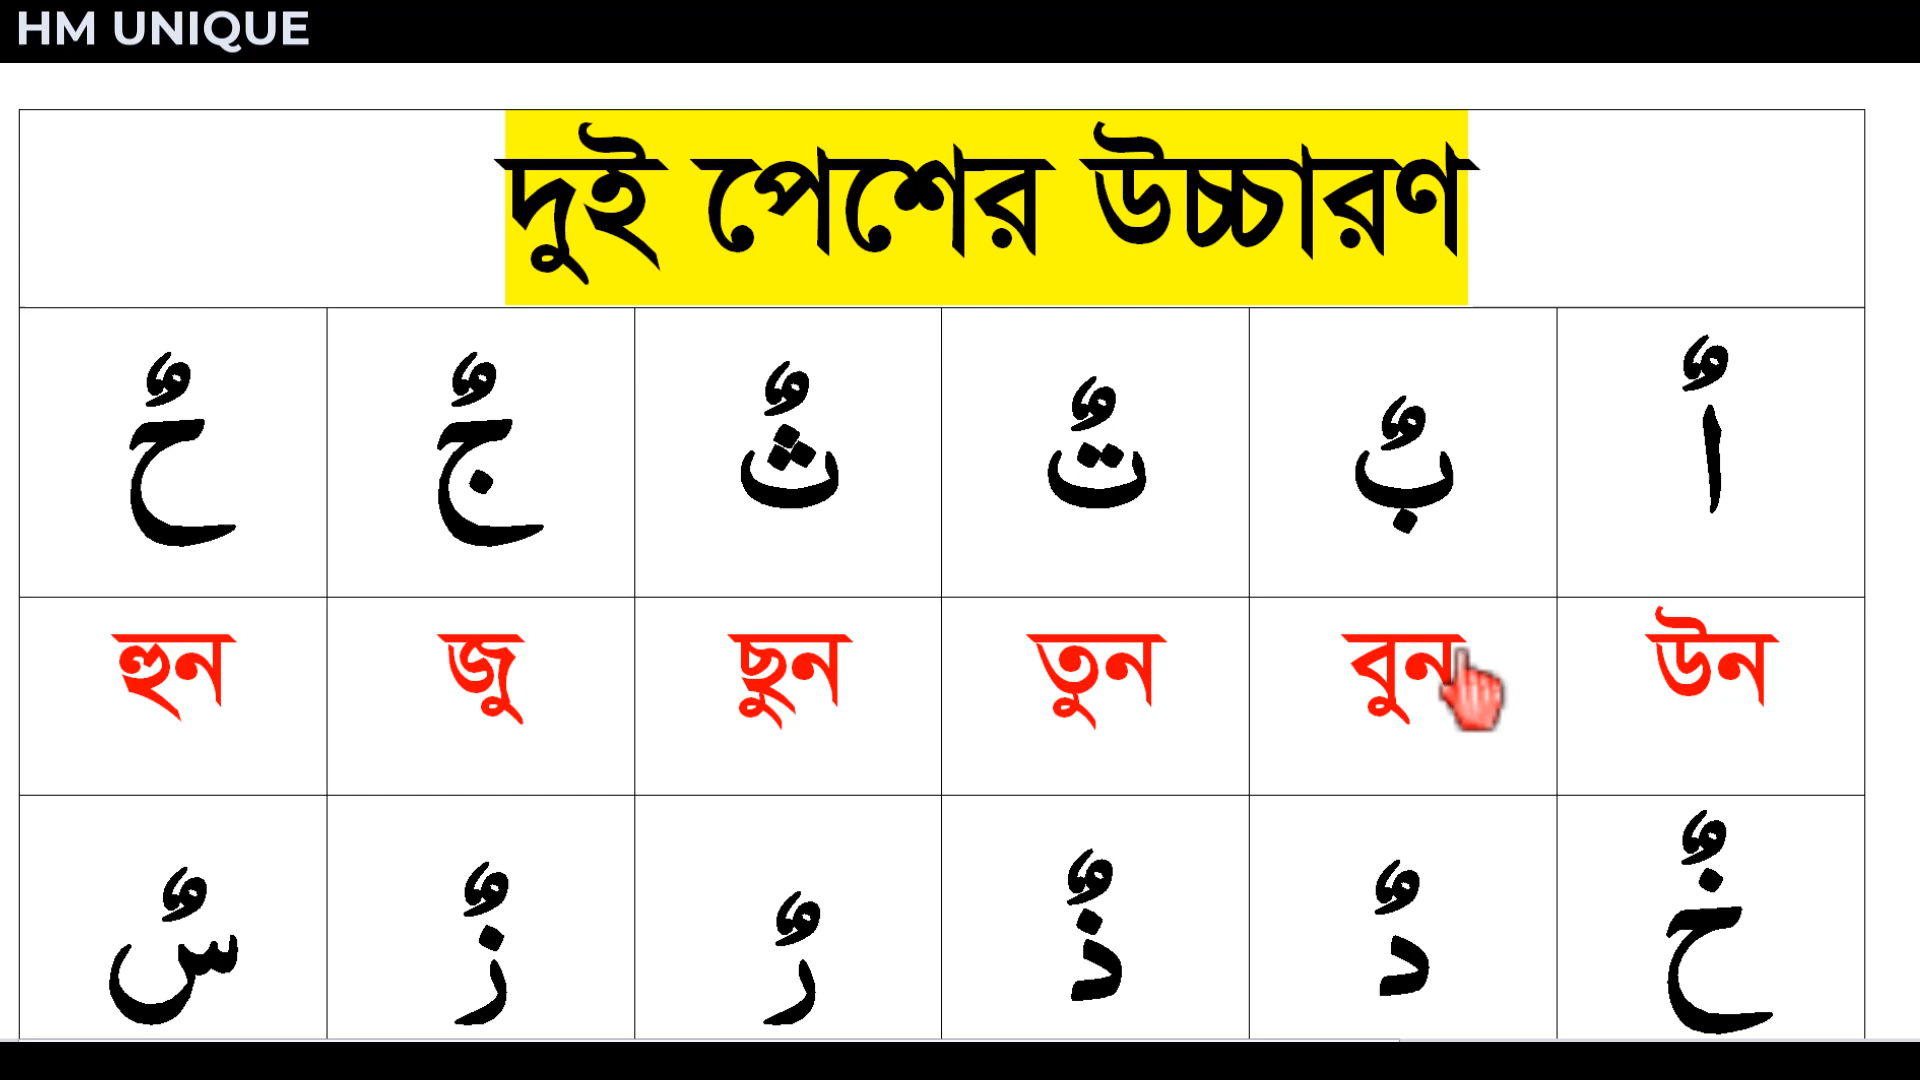 HM UNIQUE
দুই পেশের উচ্চারণ
اٌ بٌ تٌ ثٌ جٌ حٌ
হুন জু ছুন তুন বুন উন
خٌ دٌ ذٌ رٌ زٌ سٌ